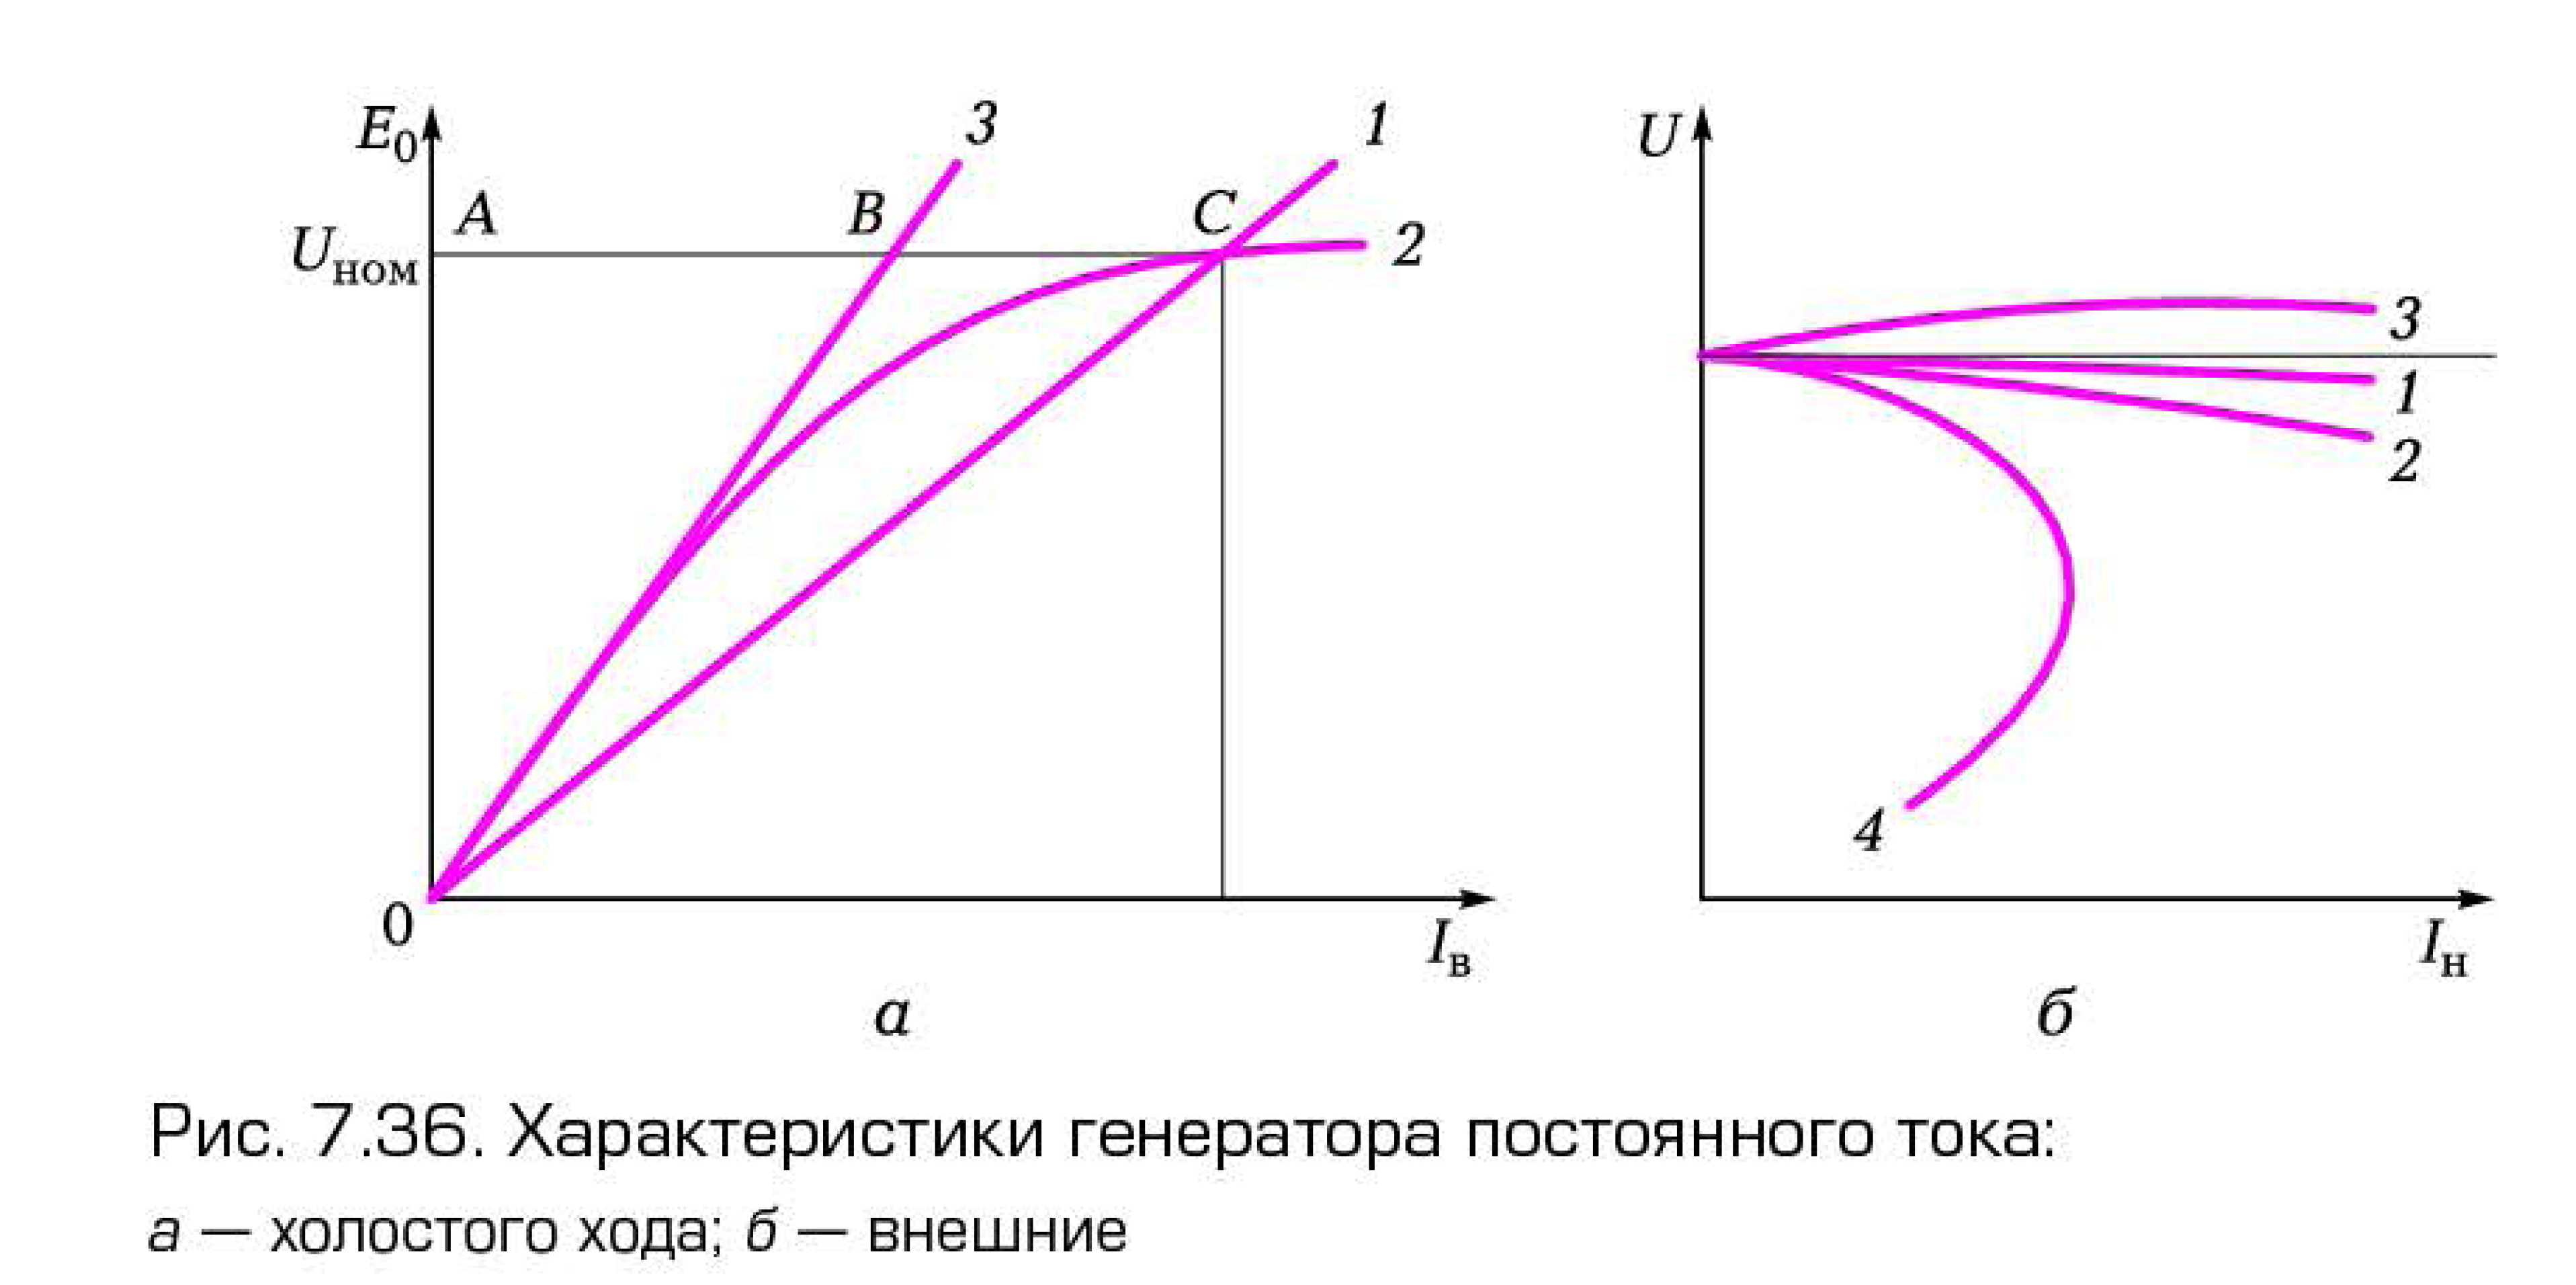 E₀
3
1
A
B
C
Uном
2
0
Iв
а
U
3
1
2
4
Iн
б
Рис. 7.36. Характеристики генератора постоянного тока:
а — холостого хода; б — внешние